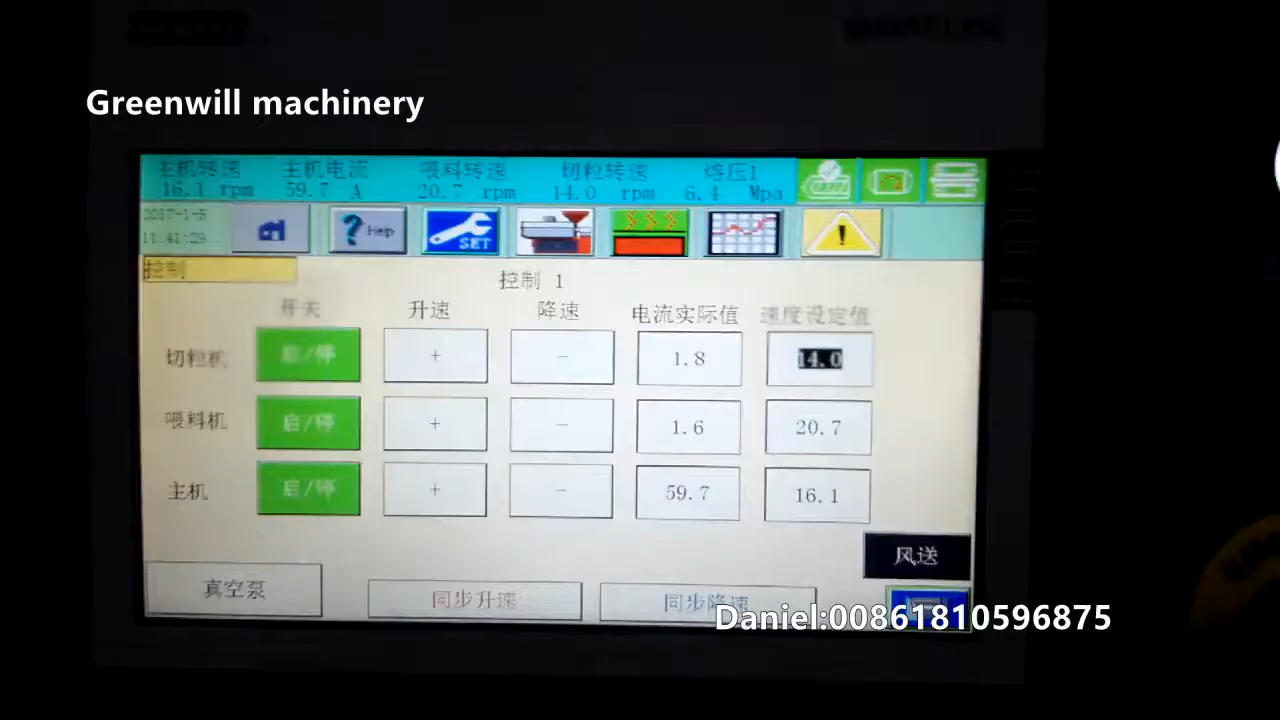 Greenwill machinery
主机转速 主机电流 喂料转速 切粒转速 熔压1
16.1 rpm 59.7 A 20.7 rpm 14.0 rpm 6.4 Mpa
2017-1-5
11:41:29
? Help
SET
控制
控制 1
开关 升速 降速 电流实际值 速度设定值
切粒机 启/停 + - 1.8 14.0
喂料机 启/停 + - 1.6 20.7
主机 启/停 + - 59.7 16.1
风送
真空泵 同步升速 同步降速
Daniel:00861810596875